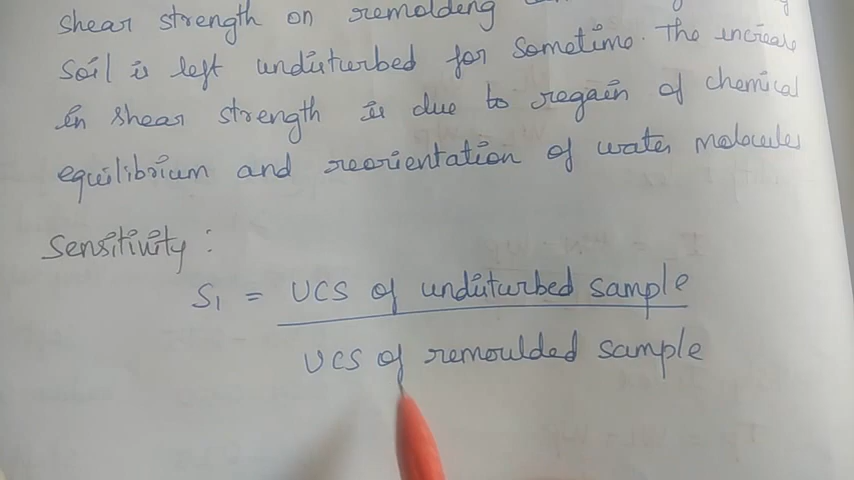 shear strength on remolding
soil is left undisturbed for sometime. The increase
in shear strength is due to regain of chemical
equilibrium and reorientation of water molecules
Sensitivity :
S1 = UCS of undisturbed sample
UCS of remoulded sample